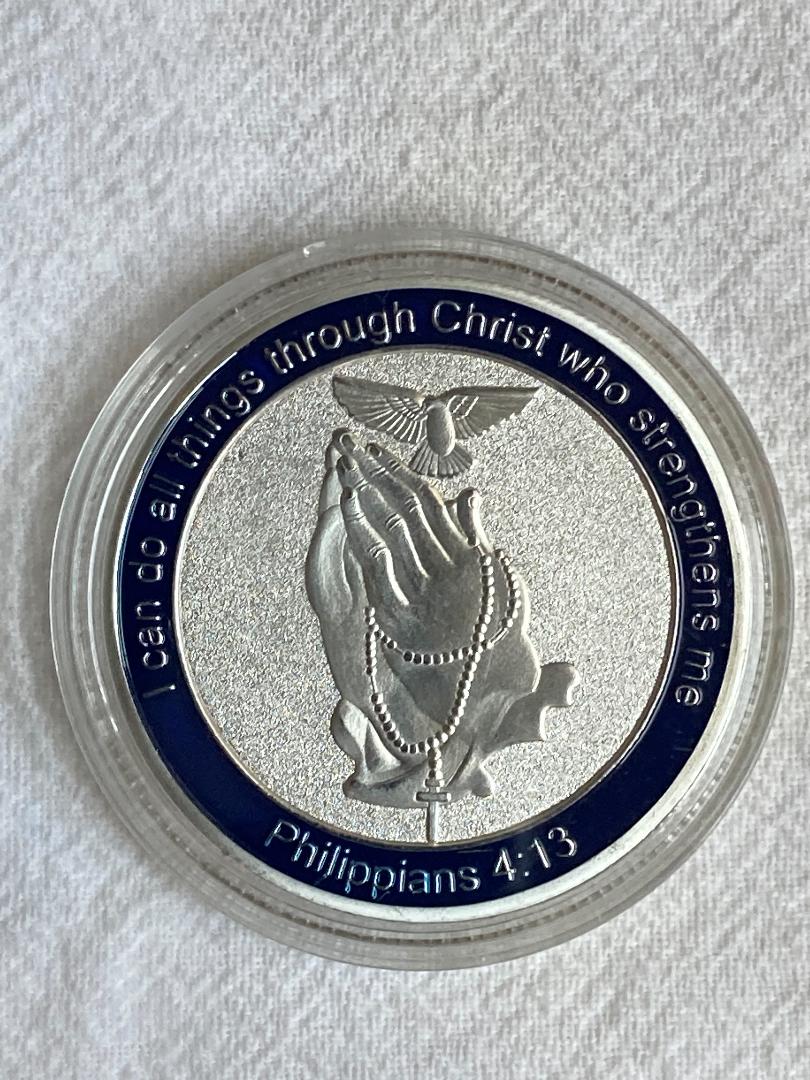 I can do all things through Christ who strengthens me
Philippians 4:13